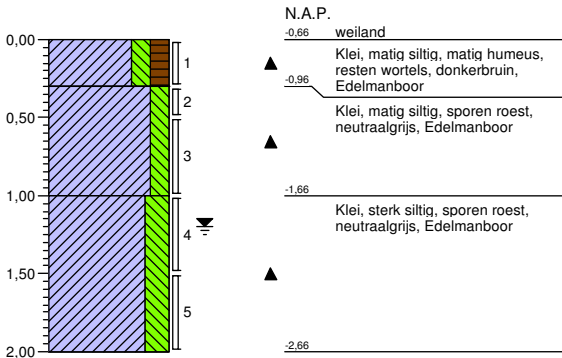 N.A.P.
0,00
-0,66
weiland
1
Klei, matig siltig, matig humeus,
resten wortels, donkerbruin,
Edelmanboor
-0,96
2
Klei, matig siltig, sporen roest,
neutraalgrijs, Edelmanboor
0,50
3
1,00
-1,66
Klei, sterk siltig, sporen roest,
neutraalgrijs, Edelmanboor
4
1,50
5
2,00
-2,66